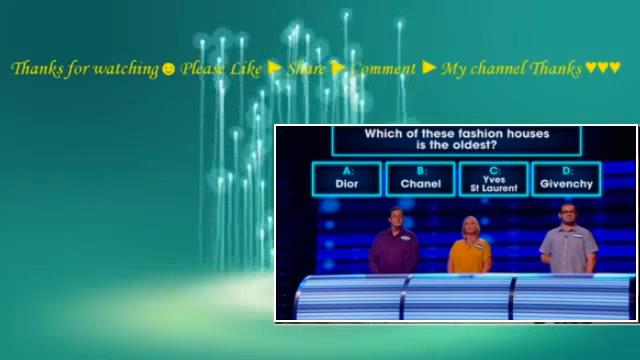 Thanks for watching☻Please Like ►Share ►Comment ►My channel Thanks ♥♥♥
Which of these fashion houses
is the oldest?
A:
Dior
B:
Chanel
C:
Yves
St Laurent
D:
Givenchy